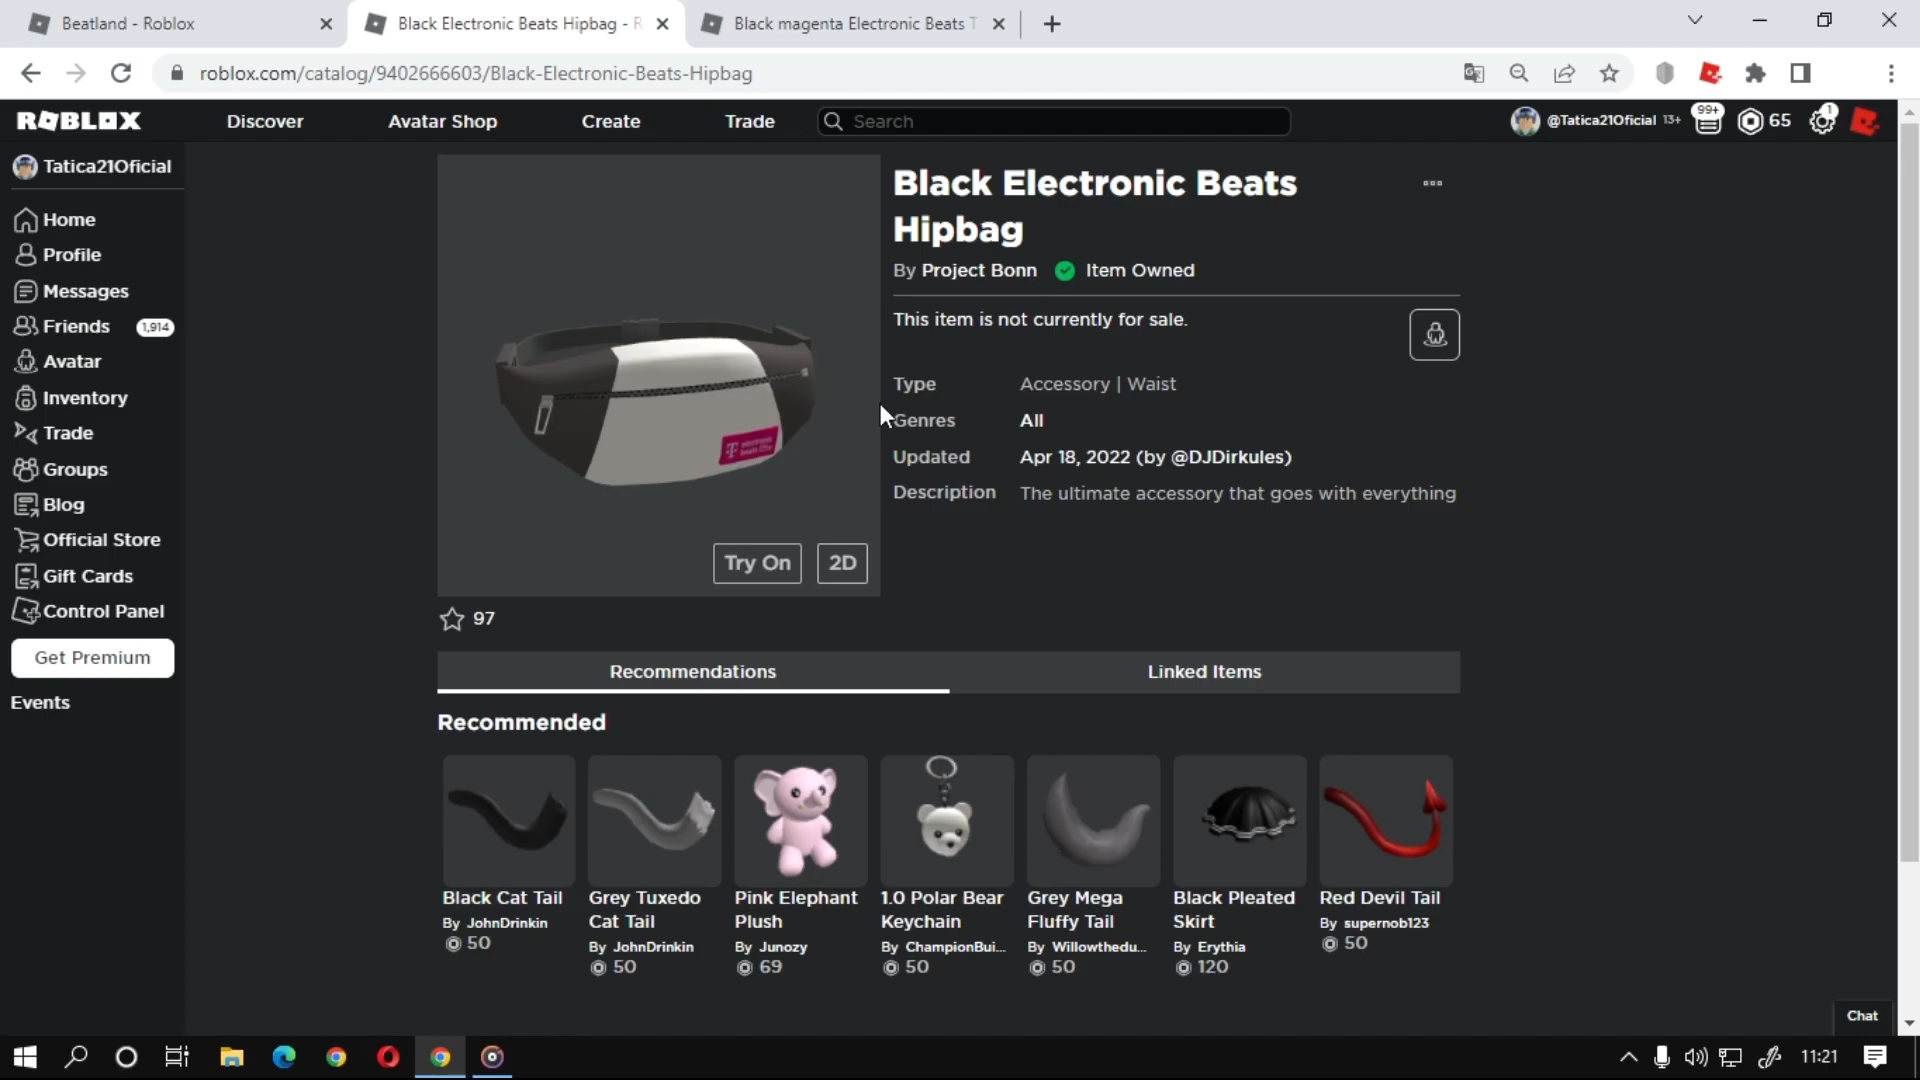 Beatland - Roblox
Black Electronic Beats Hipbag - R
Black magenta Electronic Beats T
roblox.com/catalog/9402666603/Black-Electronic-Beats-Hipbag
ROBLOX
Discover
Avatar Shop
Create
Trade
Search
@Tatica21Oficial 13+
99+
65
1
Tatica21Oficial
Home
Profile
Messages
Friends 1,914
Avatar
Inventory
Trade
Groups
Blog
Official Store
Gift Cards
Control Panel
Get Premium
Events
electronic
beats
Try On
2D
97
Black Electronic Beats
Hipbag
By Project Bonn Item Owned
This item is not currently for sale.
Type Accessory | Waist
Genres All
Updated Apr 18, 2022 (by @DJDirkules)
Description The ultimate accessory that goes with everything
Recommendations
Linked Items
Recommended
Black Cat Tail
By JohnDrinkin
50
Grey Tuxedo
Cat Tail
By JohnDrinkin
50
Pink Elephant
Plush
By Junozy
69
1.0 Polar Bear
Keychain
By ChampionBui...
50
Grey Mega
Fluffy Tail
By Willowthedu...
50
Black Pleated
Skirt
By Erythia
120
Red Devil Tail
By supernob123
50
Chat
11:21